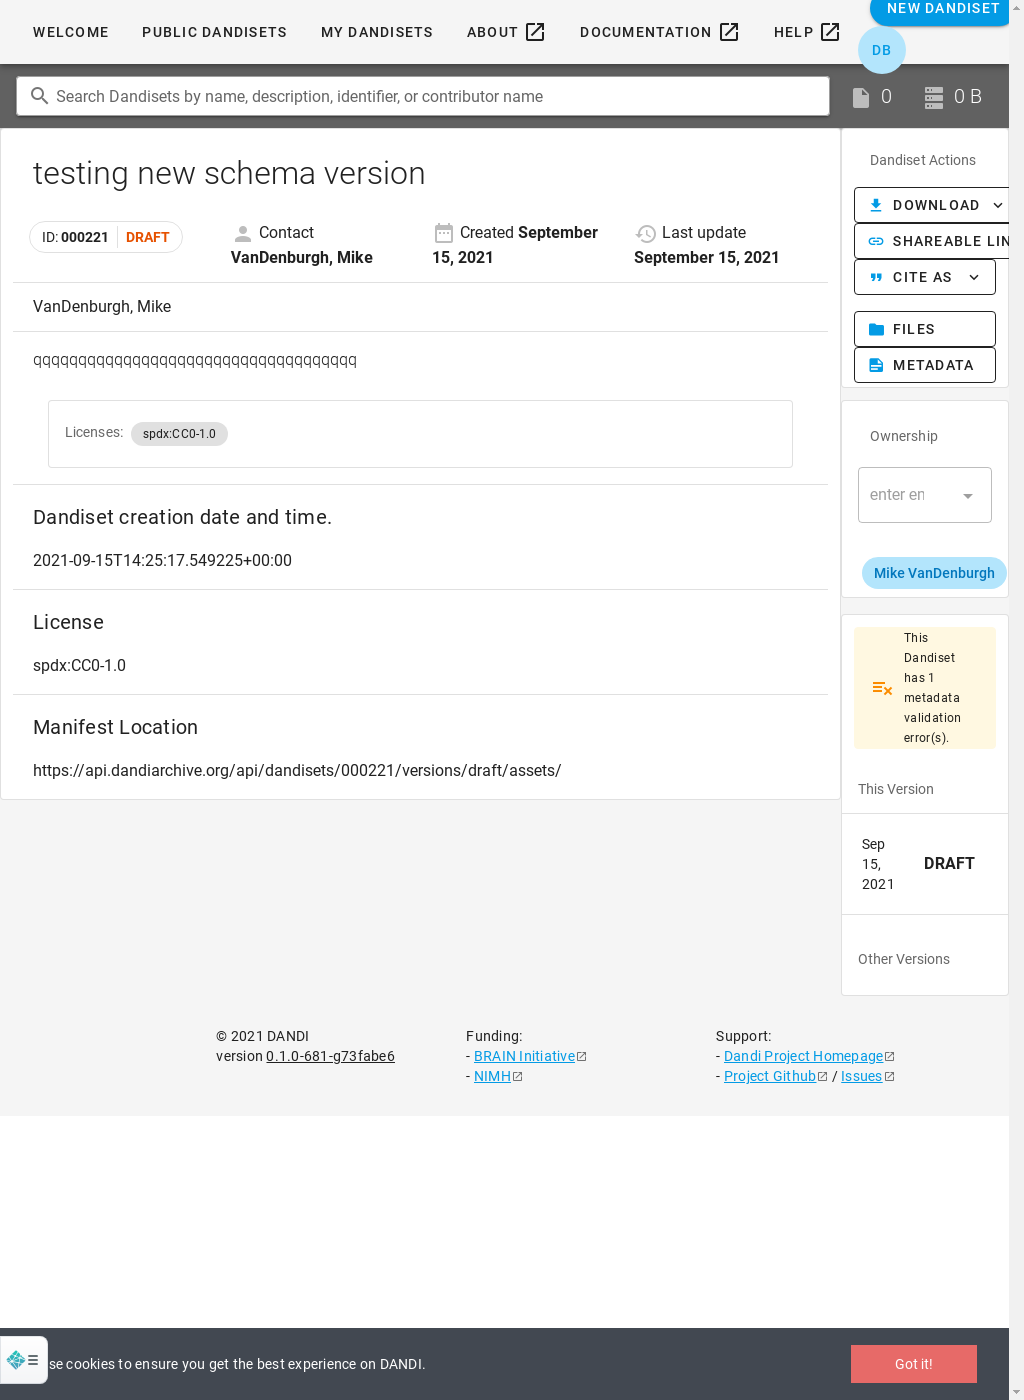 NEW DANDISET
WELCOME PUBLIC DANDISETS MY DANDISETS ABOUT DOCUMENTATION HELP
DB
Search Dandisets by name, description, identifier, or contributor name 0 0 B
testing new schema version
ID: 000221 DRAFT
Contact
VanDenburgh, Mike
Created September
15, 2021
Last update
September 15, 2021
VanDenburgh, Mike
qqqqqqqqqqqqqqqqqqqqqqqqqqqqqqqqqqqq
Licenses: spdx:CC0-1.0
Dandiset creation date and time.
2021-09-15T14:25:17.549225+00:00
License
spdx:CC0-1.0
Manifest Location
https://api.dandiarchive.org/api/dandisets/000221/versions/draft/assets/
Dandiset Actions
DOWNLOAD
SHAREABLE LIN
CITE AS
FILES
METADATA
Ownership
enter en
Mike VanDenburgh
This
Dandiset
has 1
metadata
validation
error(s).
This Version
Sep
15,
2021
DRAFT
Other Versions
© 2021 DANDI
version 0.1.0-681-g73fabe6
Funding:
- BRAIN Initiative
- NIMH
Support:
- Dandi Project Homepage
- Project Github / Issues
se cookies to ensure you get the best experience on DANDI.
Got it!